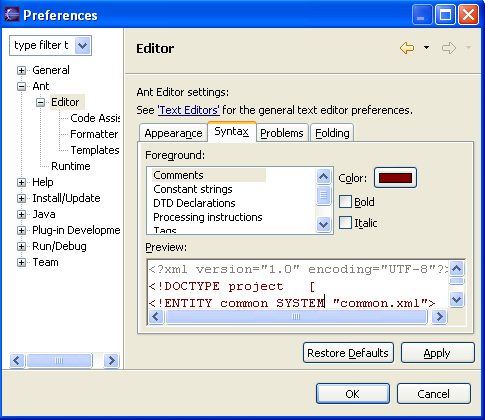 Preferences
type filter t
General
Ant
Editor
Code Assis
Formatter
Templates
Runtime
Help
Install/Update
Java
Plug-in Developme
Run/Debug
Team
Editor
Ant Editor settings:
See 'Text Editors' for the general text editor preferences.
Appearance Syntax Problems Folding
Foreground:
Comments
Constant strings
DTD Declarations
Processing instructions
Tags
Color:
Bold
Italic
Preview:
<?xml version="1.0" encoding="UTF-8"?>
<!DOCTYPE project [
<!ENTITY common SYSTEM "common.xml">
Restore Defaults Apply
OK Cancel